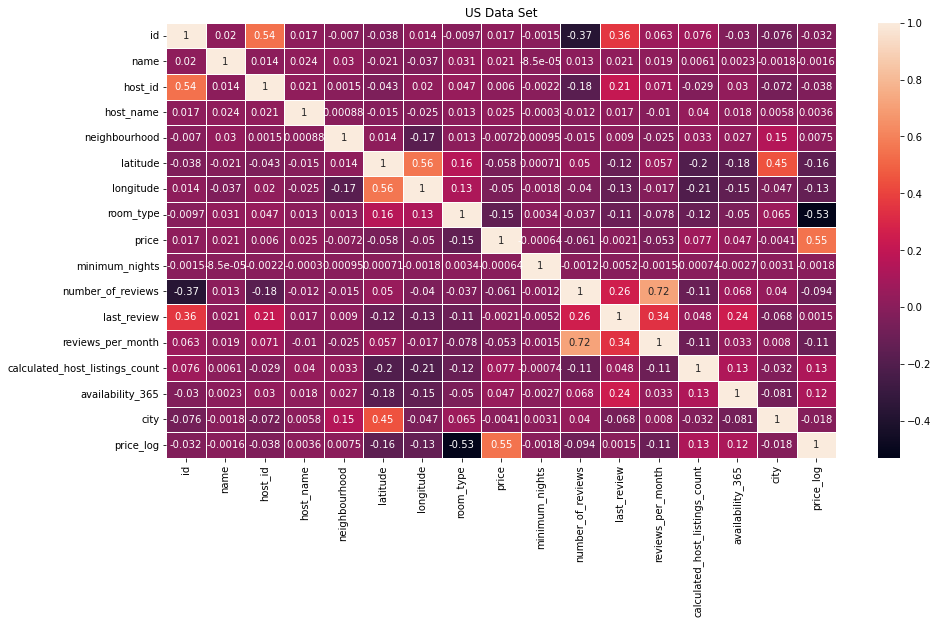 US Data Set
id 1 0.02 0.54 0.017 -0.007 -0.038 0.014 -0.0097 0.017 -0.0015 -0.37 0.36 0.063 0.076 -0.03 -0.076 -0.032
name 0.02 1 0.014 0.024 0.03 -0.021 -0.037 0.031 0.021 -8.5e-05 0.013 0.021 0.019 0.0061 0.0023 -0.0018 -0.0016
host_id 0.54 0.014 1 0.021 0.0015 -0.043 0.02 0.047 0.006 -0.0022 -0.18 0.21 0.071 -0.029 0.03 -0.072 -0.038
host_name 0.017 0.024 0.021 1 0.00088 -0.015 -0.025 0.013 0.025 -0.0003 -0.012 0.017 -0.01 0.04 0.018 0.0058 0.0036
neighbourhood -0.007 0.03 0.0015 0.00088 1 0.014 -0.17 0.013 -0.0072 0.00095 -0.015 0.009 -0.025 0.033 0.027 0.15 0.0075
latitude -0.038 -0.021 -0.043 -0.015 0.014 1 0.56 0.16 -0.058 0.00071 0.05 -0.12 0.057 -0.2 -0.18 0.45 -0.16
longitude 0.014 -0.037 0.02 -0.025 -0.17 0.56 1 0.13 -0.05 -0.0018 -0.04 -0.13 -0.017 -0.21 -0.15 -0.047 -0.13
room_type -0.0097 0.031 0.047 0.013 0.013 0.16 0.13 1 -0.15 0.0034 -0.037 -0.11 -0.078 -0.12 -0.05 0.065 -0.53
price 0.017 0.021 0.006 0.025 -0.0072 -0.058 -0.05 -0.15 1 -0.00064 -0.061 -0.0021 -0.053 0.077 0.047 -0.0041 0.55
minimum_nights -0.0015 -8.5e-05 -0.0022 -0.0003 0.00095 0.00071 -0.0018 0.0034 -0.00064 1 -0.0012 -0.0052 -0.0015 -0.00074 -0.0027 0.0031 -0.0018
number_of_reviews -0.37 0.013 -0.18 -0.012 -0.015 0.05 -0.04 -0.037 -0.061 -0.0012 1 0.26 0.72 -0.11 0.068 0.04 -0.094
last_review 0.36 0.021 0.21 0.017 0.009 -0.12 -0.13 -0.11 -0.0021 -0.0052 0.26 1 0.34 0.048 0.24 -0.068 0.0015
reviews_per_month 0.063 0.019 0.071 -0.01 -0.025 0.057 -0.017 -0.078 -0.053 -0.0015 0.72 0.34 1 -0.11 0.033 0.008 -0.11
calculated_host_listings_count 0.076 0.0061 -0.029 0.04 0.033 -0.2 -0.21 -0.12 0.077 -0.00074 -0.11 0.048 -0.11 1 0.13 -0.032 0.13
availability_365 -0.03 0.0023 0.03 0.018 0.027 -0.18 -0.15 -0.05 0.047 -0.0027 0.068 0.24 0.033 0.13 1 -0.081 0.12
city -0.076 -0.0018 -0.072 0.0058 0.15 0.45 -0.047 0.065 -0.0041 0.0031 0.04 -0.068 0.008 -0.032 -0.081 1 -0.018
price_log -0.032 -0.0016 -0.038 0.0036 0.0075 -0.16 -0.13 -0.53 0.55 -0.0018 -0.094 0.0015 -0.11 0.13 0.12 -0.018 1
id name host_id host_name neighbourhood latitude longitude room_type price minimum_nights number_of_reviews last_review reviews_per_month calculated_host_listings_count availability_365 city price_log
1.0
0.8
0.6
0.4
0.2
0.0
−0.2
−0.4